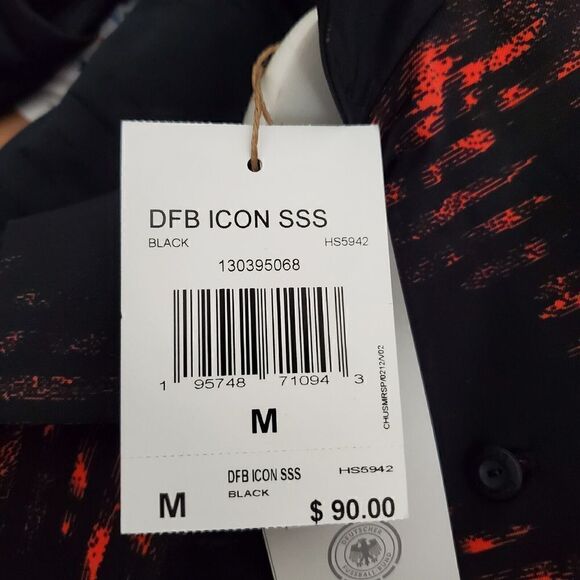 DFB ICON SSS
BLACK HS5942
130395068
1 95748 71094 3
CHUSMRSP/0212/V02
M
DFB ICON SSS HS5942
BLACK
M $ 90.00
DEUTSCHER
FUSSBALL-BUND